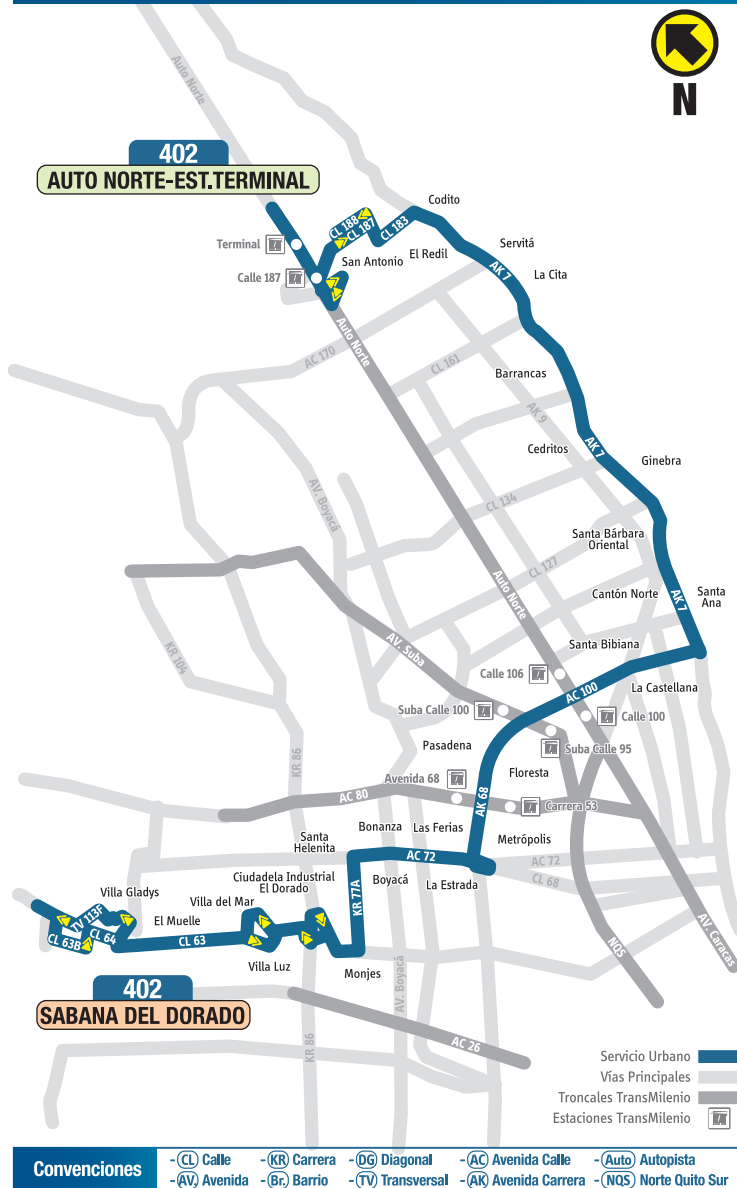 N
Auto Norte
402
AUTO NORTE-EST.TERMINAL
Codito
CL 188
CL 187
CL 183
Terminal
Servitá
El Redil
San Antonio
AK 7
La Cita
Calle 187
Auto Norte
AC 170
CL 161
Barrancas
AK 9
Cedritos
AK 7
Ginebra
AV. Boyacá
CL 134
Santa Bárbara
Oriental
CL 127
Auto Norte
Cantón Norte
AK 7
Santa
Ana
AV. Suba
Santa Bibiana
KR 104
Calle 106
AC 100
La Castellana
Suba Calle 100
Calle 100
Pasadena
Suba Calle 95
KR 86
Floresta
Avenida 68
AC 80
AK 68
Carrera 53
Santa
Helenita
Bonanza
Las Ferias
Metrópolis
AC 72
AC 72
Ciudadela Industrial
El Dorado
KR 77A
Boyacá
La Estrada
CL 68
Villa Gladys
Villa del Mar
TV 113F
El Muelle
CL 63B
CL 64
CL 63
NQS
AV. Caracas
Villa Luz
Monjes
402
SABANA DEL DORADO
AV. Boyacá
KR 86
AC 26
Servicio Urbano
Vías Principales
Troncales TransMilenio
Estaciones TransMilenio
Convenciones
-CL Calle -KR Carrera -DG Diagonal -AC Avenida Calle -Auto Autopista
-AV. Avenida -Br. Barrio -TV Transversal -AK Avenida Carrera -NQS Norte Quito Sur